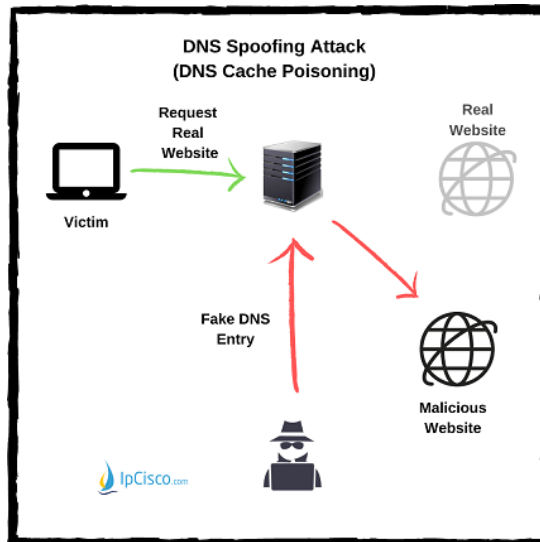 DNS Spoofing Attack
(DNS Cache Poisoning)
Request
Real
Website
Real
Website
Victim
Fake DNS
Entry
Malicious
Website
IpCisco.com